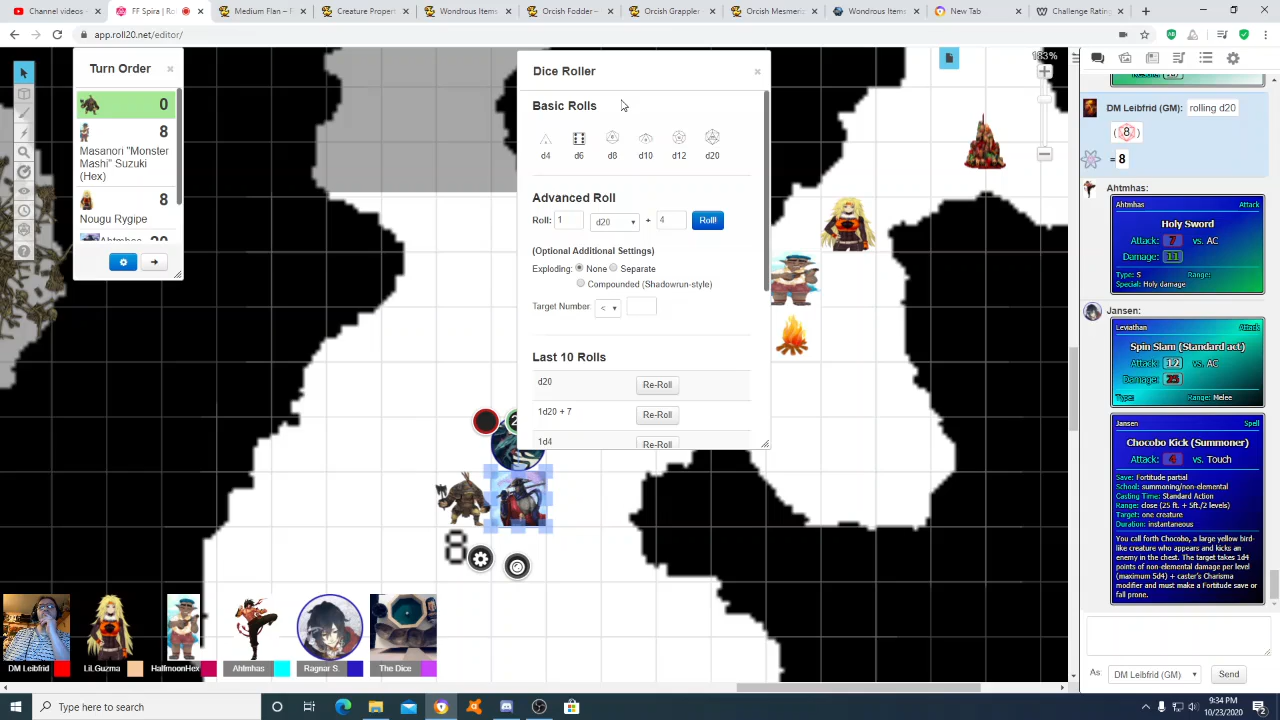 FF Spira | Ro
Medium Flan –
Creature Proper
Wondrous Items
Orcish Fodder –
Orcish Grappler
Orcish Mesmeri
Wondrous Items
New Tab
Challenge Rating
app.roll20.net/editor/
Turn Order
0
8
Masanori "Monster
Mashi" Suzuki
(Hex)
8
Nougu Rygipe
Dice Roller
Basic Rolls
d4
d6
d8
d10
d12
d20
Advanced Roll
Roll: 1 d20 + 4 Roll!
(Optional Additional Settings)
Exploding: None Separate
Compounded (Shadowrun-style)
Target Number <
Last 10 Rolls
d20 Re-Roll
1d20 + 7 Re-Roll
1d4 Re-Roll
8
DM Leibfrid
LiLGuzma
HalfmoonHex
Ragnar S.
The Dice
DM Leibfrid (GM): rolling d20
( 8 )
= 8
Ahtmhas:
Ahtmhas Attack
Holy Sword
Attack: 7 vs. AC
Damage: 11
Type: S Range:
Special: Holy damage
Jansen:
Leviathan Attack
Spin Slam (Standard act)
Attack: 12 vs. AC
Damage: 23
Type: Range: Melee
Jansen Spell
Chocobo Kick (Summoner)
Attack: 4 vs. Touch
Save: Fortitude partial
School: summoning/non-elemental
Casting Time: Standard Action
Range: close (25 ft. + 5ft./2 levels)
Target: one creature
Duration: instantaneous
You call forth Chocobo, a large yellow bird-
like creature who appears and kicks an
enemy in the chest. The target takes 1d4
points of non-elemental damage per level
(maximum 5d4) + caster's Charisma
modifier and must make a Fortitude save or
fall prone.
As: DM Leibfrid (GM) Send
Type here to search
9:34 PM
10/23/2020